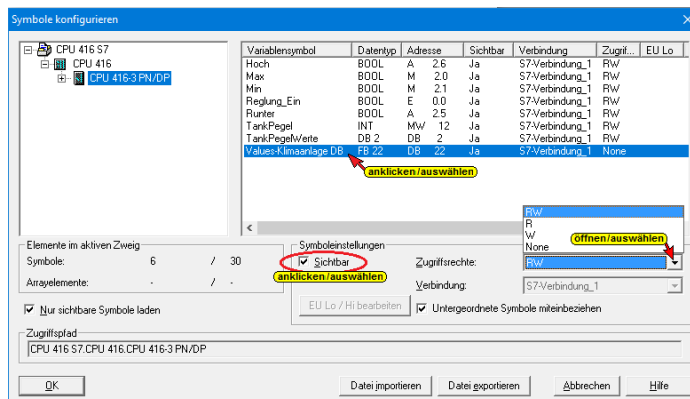 Symbole konfigurieren
CPU 416 S7
CPU 416
CPU 416-3 PN/DP
Variablensymbol Datentyp Adresse Sichtbar Verbindung Zugrif... EU Lo
Hoch BOOL A 2.6 Ja S7-Verbindung_1 RW
Max BOOL M 2.0 Ja S7-Verbindung_1 RW
Min BOOL M 2.1 Ja S7-Verbindung_1 RW
Reglung_Ein BOOL E 0.0 Ja S7-Verbindung_1 RW
Runter BOOL A 2.5 Ja S7-Verbindung_1 RW
TankPegel INT MW 12 Ja S7-Verbindung_1 RW
TankPegelWerte DB 2 DB 2 Ja S7-Verbindung_1 RW
Values-Klimaanlage DB FB 22 DB 22 Ja S7-Verbindung_1 None
anklicken/auswählen
RW
R
W
None
öffnen/auswählen
Elemente im aktiven Zweig
Symbole: 6 / 30
Arrayelemente: - / -
Symboleinstellungen
Sichtbar
anklicken/auswählen
Zugriffsrechte: RW
Verbindung: S7-Verbindung_1
EU Lo / Hi bearbeiten
Untergeordnete Symbole miteinbeziehen
Nur sichtbare Symbole laden
Zugriffspfad
CPU 416 S7.CPU 416.CPU 416-3 PN/DP
OK Datei importieren Datei exportieren Abbrechen Hilfe